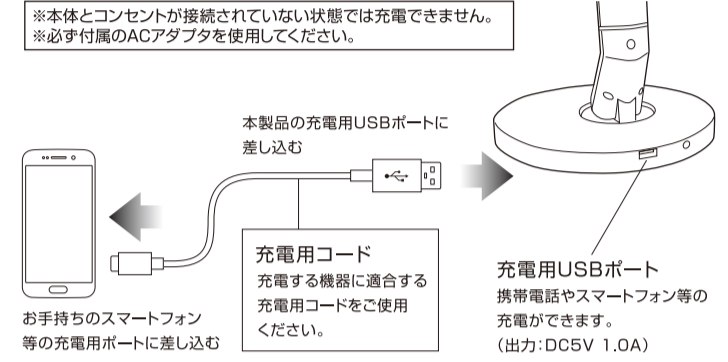 ※本体とコンセントが接続されていない状態では充電できません。
※必ず付属のACアダプタを使用してください。
本製品の充電用USBポートに
差し込む
充電用コード
充電する機器に適合する
充電用コードをご使用
ください。
お手持ちのスマートフォン
等の充電用ポートに差し込む
充電用USBポート
携帯電話やスマートフォン等の
充電ができます。
（出力：DC5V 1.0A）